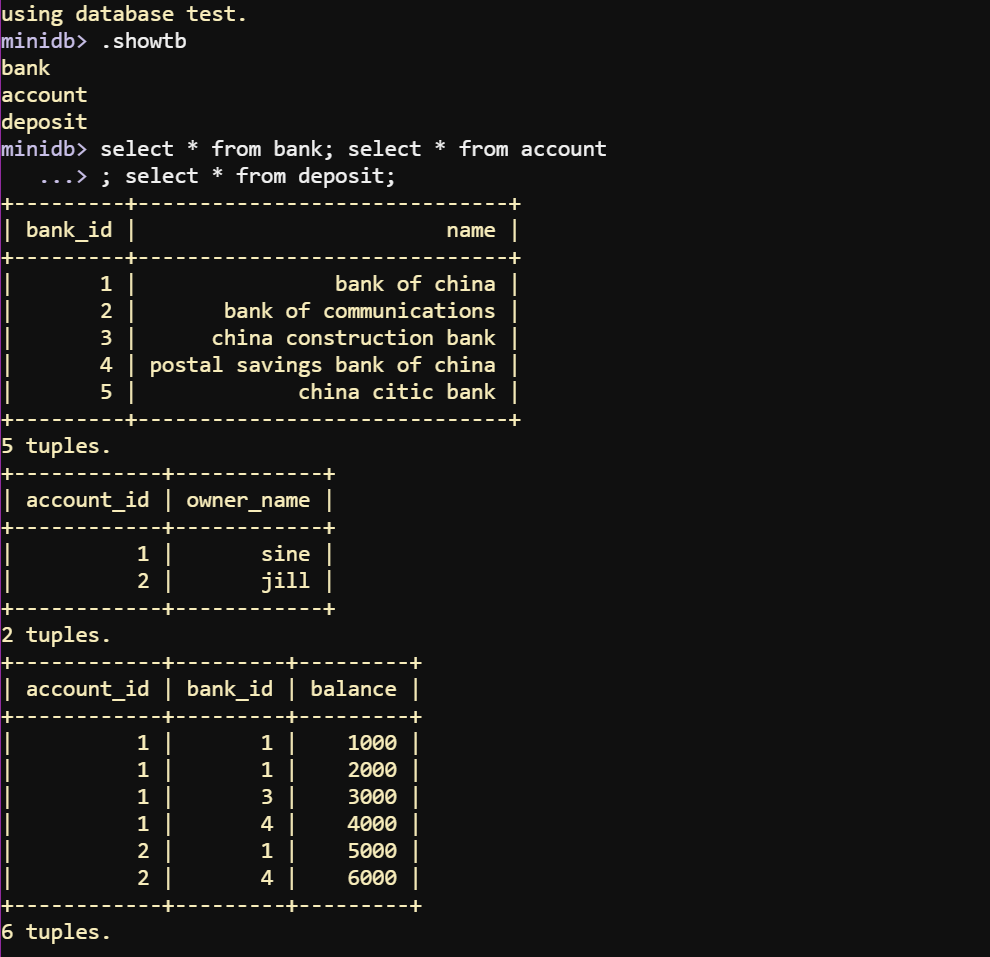 using database test.
minidb> .showtb
bank
account
deposit
minidb> select * from bank; select * from account
   ...> ; select * from deposit;
+---------+------------------------------+
| bank_id |                         name |
+---------+------------------------------+
|       1 |                bank of china |
|       2 |       bank of communications |
|       3 |      china construction bank |
|       4 | postal savings bank of china |
|       5 |             china citic bank |
+---------+------------------------------+
5 tuples.
+------------+------------+
| account_id | owner_name |
+------------+------------+
|          1 |       sine |
|          2 |       jill |
+------------+------------+
2 tuples.
+------------+---------+---------+
| account_id | bank_id | balance |
+------------+---------+---------+
|          1 |       1 |    1000 |
|          1 |       1 |    2000 |
|          1 |       3 |    3000 |
|          1 |       4 |    4000 |
|          2 |       1 |    5000 |
|          2 |       4 |    6000 |
+------------+---------+---------+
6 tuples.